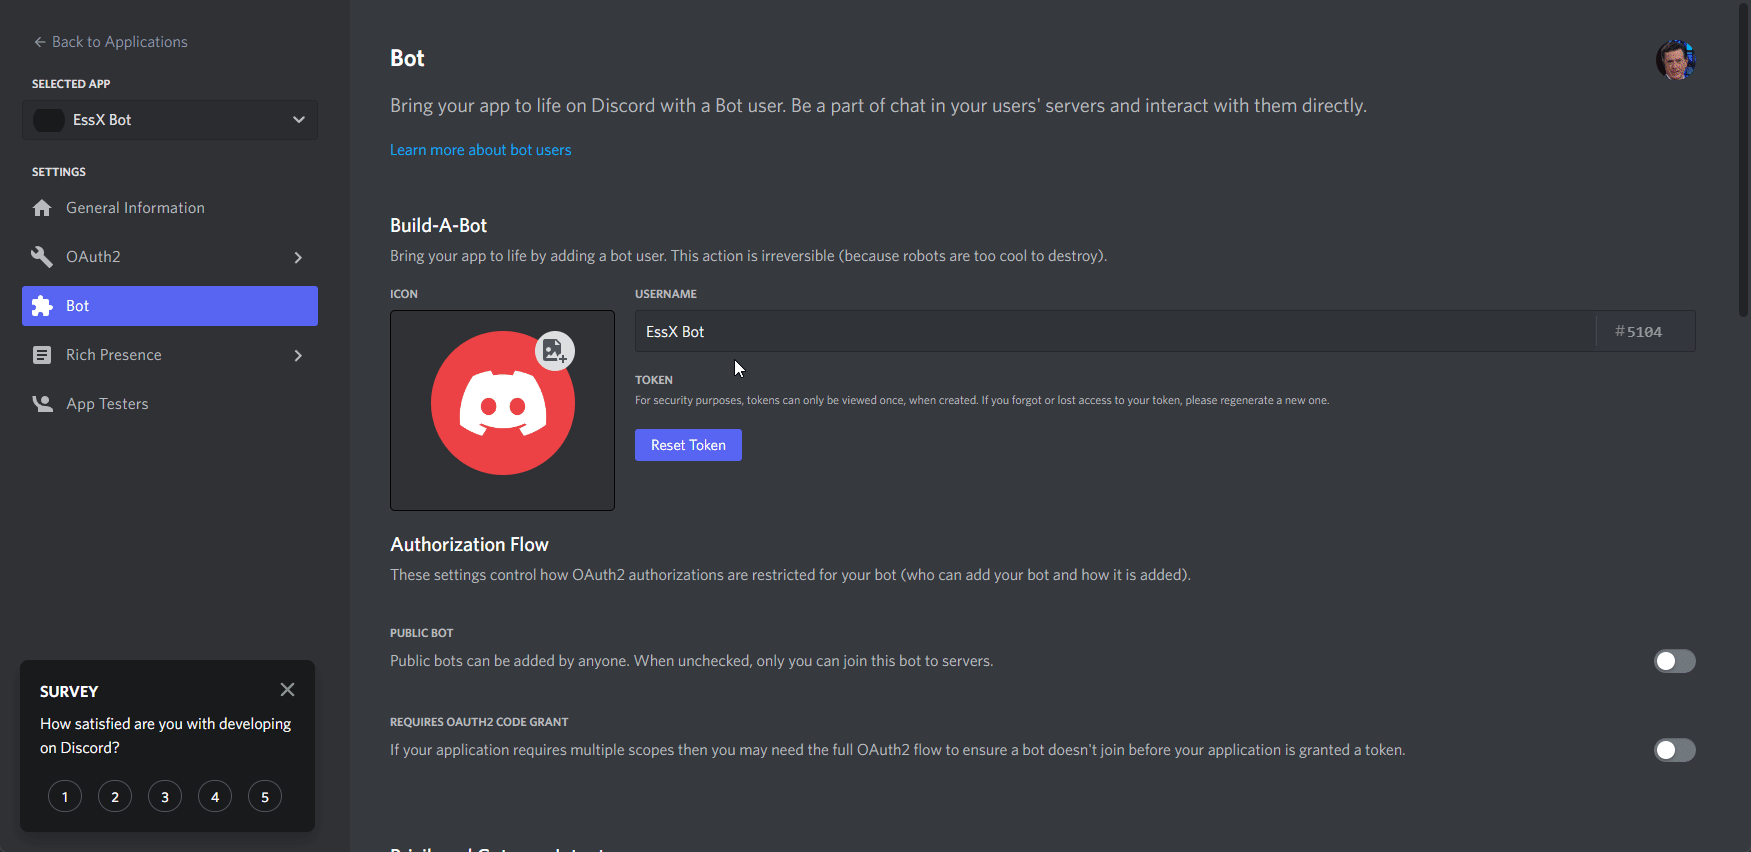 Back to Applications
SELECTED APP
EssX Bot
SETTINGS
General Information
OAuth2
Bot
Rich Presence
App Testers
SURVEY
How satisfied are you with developing
on Discord?
1 2 3 4 5
Bot
Bring your app to life on Discord with a Bot user. Be a part of chat in your users' servers and interact with them directly.
Learn more about bot users
Build-A-Bot
Bring your app to life by adding a bot user. This action is irreversible (because robots are too cool to destroy).
ICON
USERNAME
EssX Bot #5104
TOKEN
For security purposes, tokens can only be viewed once, when created. If you forgot or lost access to your token, please regenerate a new one.
Reset Token
Authorization Flow
These settings control how OAuth2 authorizations are restricted for your bot (who can add your bot and how it is added).
PUBLIC BOT
Public bots can be added by anyone. When unchecked, only you can join this bot to servers.
REQUIRES OAUTH2 CODE GRANT
If your application requires multiple scopes then you may need the full OAuth2 flow to ensure a bot doesn't join before your application is granted a token.